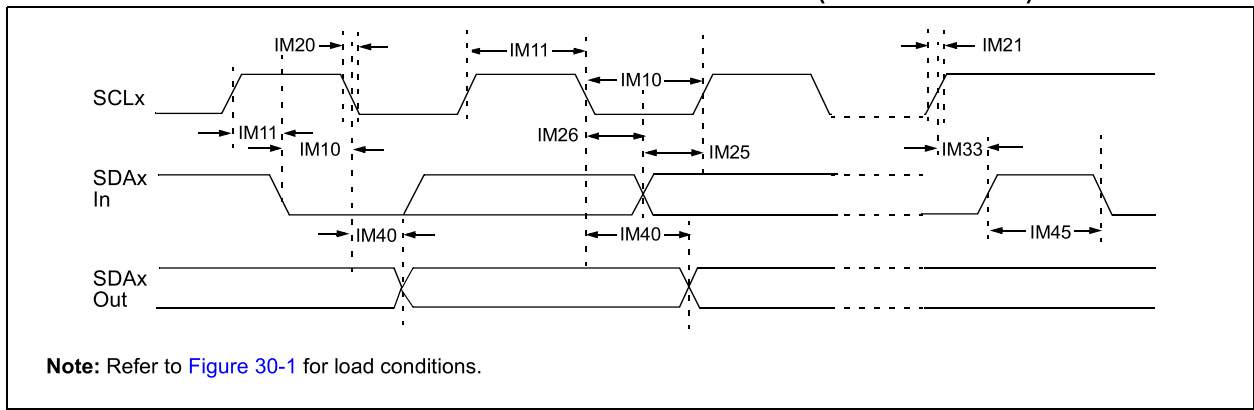 IM20
IM11
IM21
IM10
SCLx
IM11
IM26
IM10
IM25
IM33
SDAx
In
IM40
IM40
IM45
SDAx
Out
Note: Refer to Figure 30-1 for load conditions.